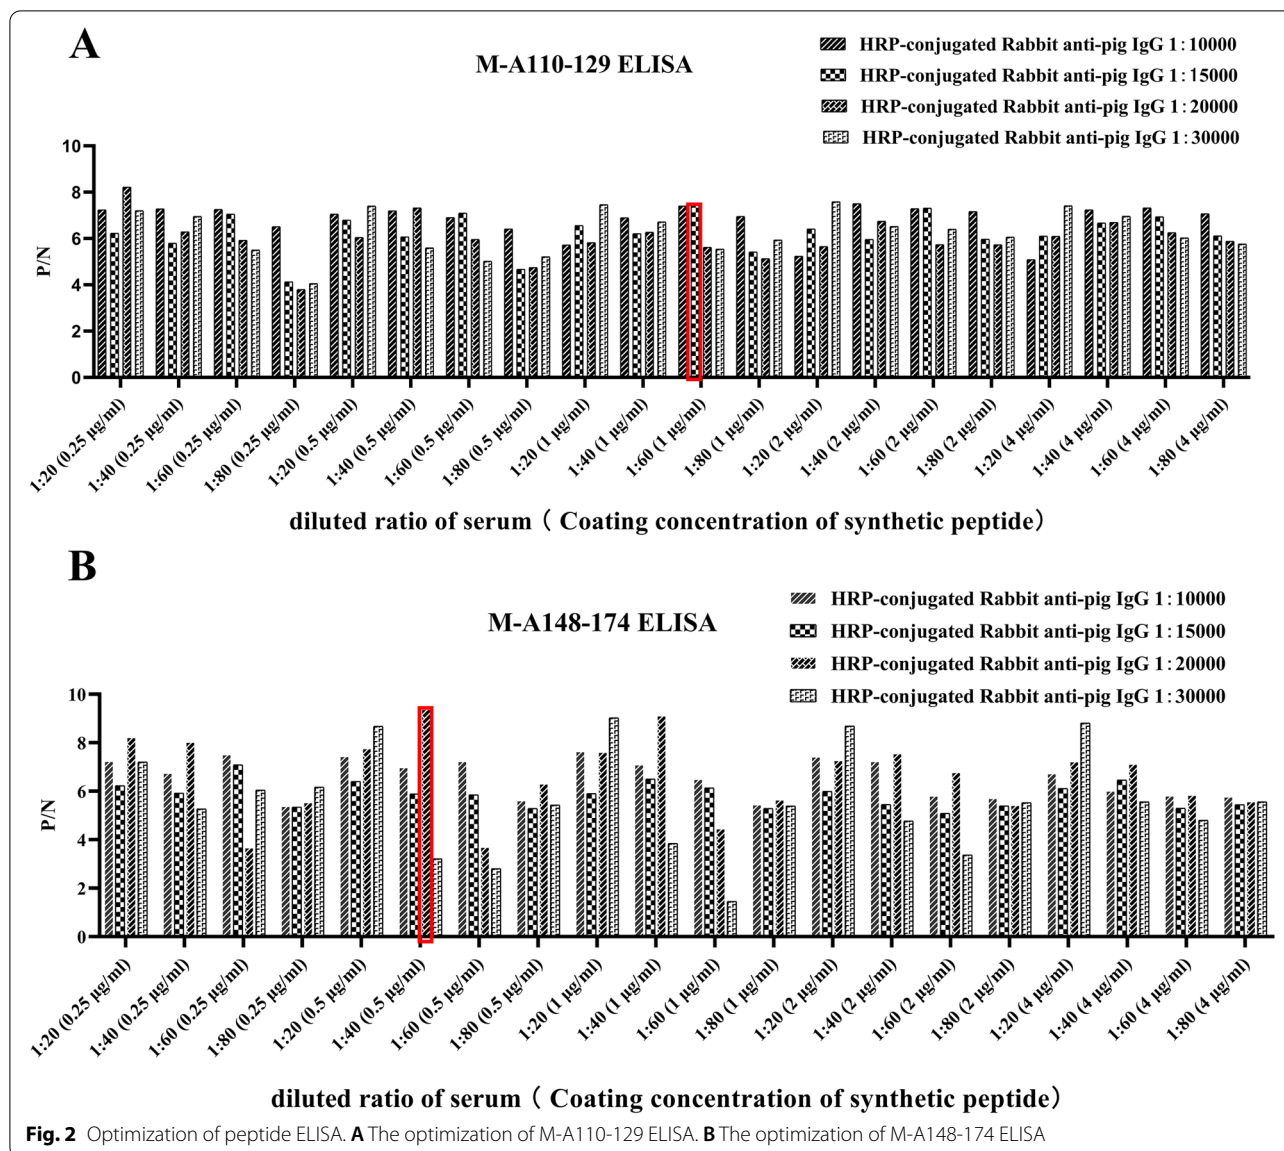 A
M-A110-129 ELISA
HRP-conjugated Rabbit anti-pig IgG 1:10000
HRP-conjugated Rabbit anti-pig IgG 1:15000
HRP-conjugated Rabbit anti-pig IgG 1:20000
HRP-conjugated Rabbit anti-pig IgG 1:30000
P/N
10
8
6
4
2
0
1:20 (0.25 µg/ml)
1:40 (0.25 µg/ml)
1:60 (0.25 µg/ml)
1:80 (0.25 µg/ml)
1:20 (0.5 µg/ml)
1:40 (0.5 µg/ml)
1:60 (0.5 µg/ml)
1:80 (0.5 µg/ml)
1:20 (1 µg/ml)
1:40 (1 µg/ml)
1:60 (1 µg/ml)
1:80 (1 µg/ml)
1:20 (2 µg/ml)
1:40 (2 µg/ml)
1:60 (2 µg/ml)
1:80 (2 µg/ml)
1:20 (4 µg/ml)
1:40 (4 µg/ml)
1:60 (4 µg/ml)
1:80 (4 µg/ml)
diluted ratio of serum（ Coating concentration of synthetic peptide）
B
M-A148-174 ELISA
HRP-conjugated Rabbit anti-pig IgG 1:10000
HRP-conjugated Rabbit anti-pig IgG 1:15000
HRP-conjugated Rabbit anti-pig IgG 1:20000
HRP-conjugated Rabbit anti-pig IgG 1:30000
P/N
10
8
6
4
2
0
1:20 (0.25 µg/ml)
1:40 (0.25 µg/ml)
1:60 (0.25 µg/ml)
1:80 (0.25 µg/ml)
1:20 (0.5 µg/ml)
1:40 (0.5 µg/ml)
1:60 (0.5 µg/ml)
1:80 (0.5 µg/ml)
1:20 (1 µg/ml)
1:40 (1 µg/ml)
1:60 (1 µg/ml)
1:80 (1 µg/ml)
1:20 (2 µg/ml)
1:40 (2 µg/ml)
1:60 (2 µg/ml)
1:80 (2 µg/ml)
1:20 (4 µg/ml)
1:40 (4 µg/ml)
1:60 (4 µg/ml)
1:80 (4 µg/ml)
diluted ratio of serum（ Coating concentration of synthetic peptide）
Fig. 2 Optimization of peptide ELISA. A The optimization of M-A110-129 ELISA. B The optimization of M-A148-174 ELISA